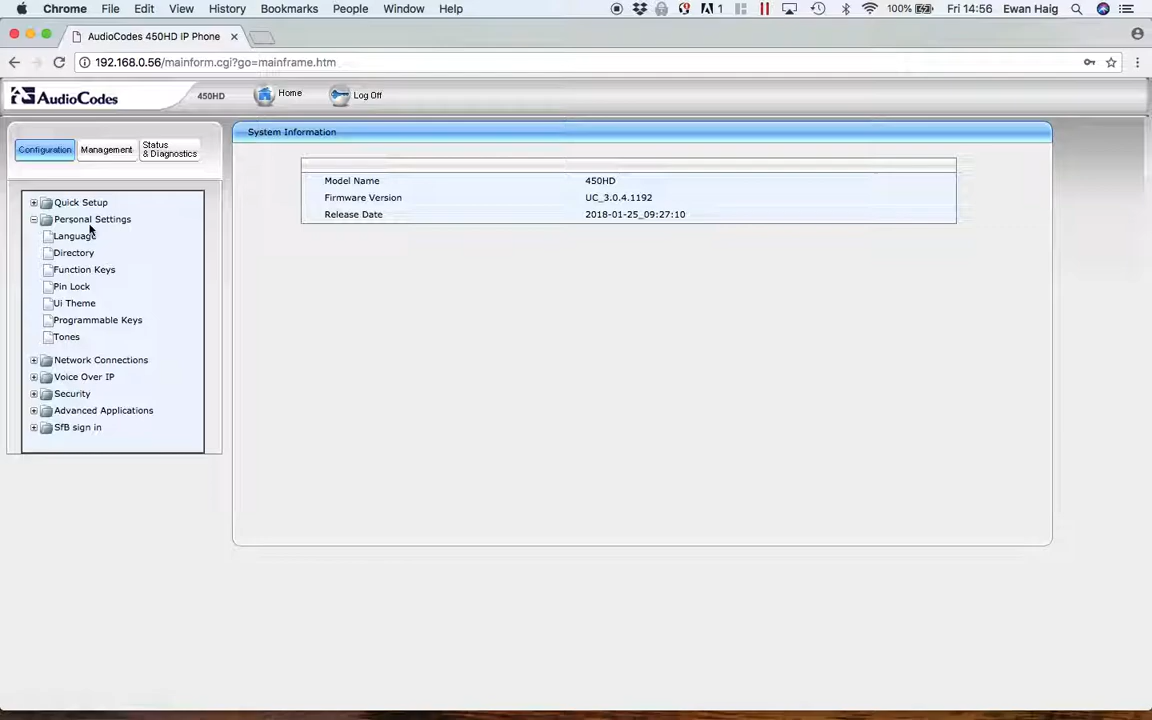 Chrome File Edit View History Bookmarks People Window Help 1 100% Fri 14:56 Ewan Haig
AudioCodes 450HD IP Phone
192.168.0.56/mainform.cgi?go=mainframe.htm
AudioCodes 450HD Home Log Off
Configuration Management Status & Diagnostics
System Information
Model Name 450HD
Firmware Version UC_3.0.4.1192
Release Date 2018-01-25_09:27:10
Quick Setup
Personal Settings
Language
Directory
Function Keys
Pin Lock
Ui Theme
Programmable Keys
Tones
Network Connections
Voice Over IP
Security
Advanced Applications
SfB sign in